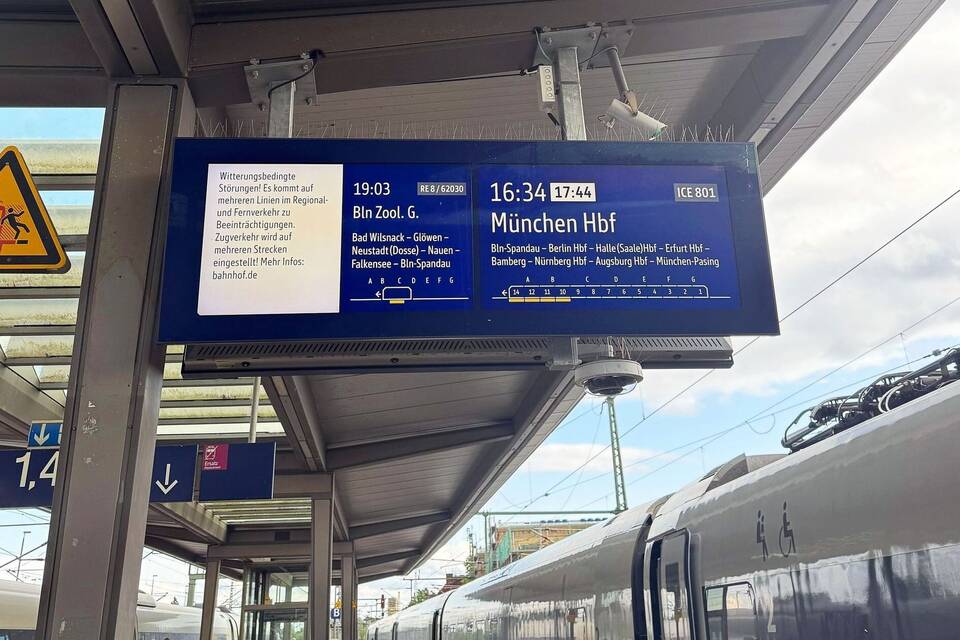 Witterungsbedingte
Störungen! Es kommt auf
mehreren Linien im Regional-
und Fernverkehr zu
Beeinträchtigungen.
Zugverkehr wird auf
mehreren Strecken
eingestellt! Mehr Infos:
bahnhof.de
19:03 RE 8 / 62030
Bln Zool. G.
Bad Wilsnack – Glöwen –
Neustadt(Dosse) – Nauen –
Falkensee – Bln-Spandau
A B C D E F G
16:34 17:44 ICE 801
München Hbf
Bln-Spandau – Berlin Hbf – Halle(Saale)Hbf – Erfurt Hbf –
Bamberg – Nürnberg Hbf – Augsburg Hbf – München-Pasing
A B C D E F G
14 12 11 10 9 8 7 6 5 4 3 2 1
1,4
Ersatz
B